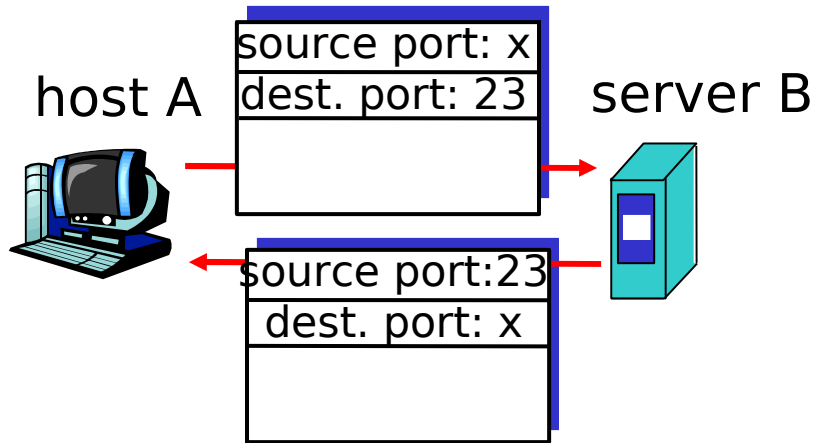 source port: x
dest. port: 23
host A
server B
source port:23
dest. port: x